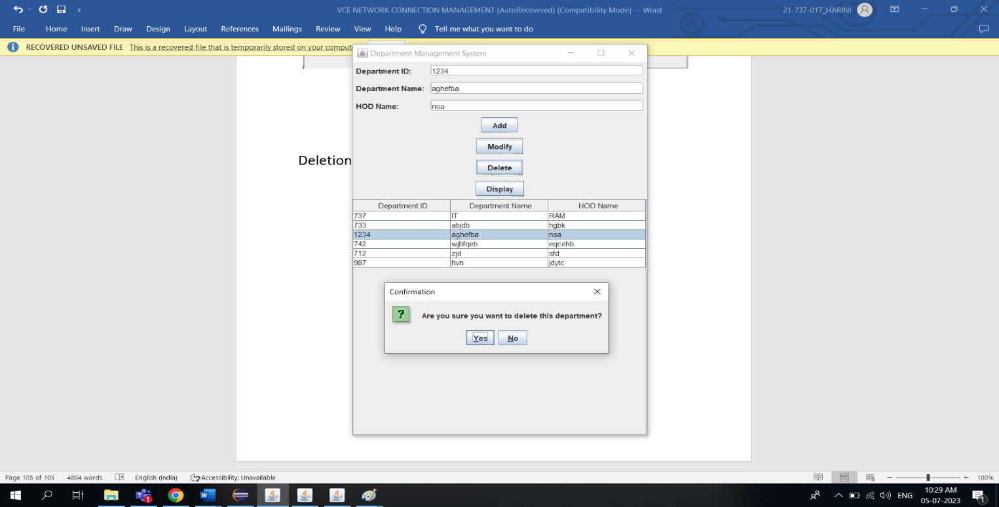 VCE NETWORK CONNECTION MANAGEMENT (AutoRecovered) [Compatibility Mode] - Word
21-737-017_HARINI
File Home Insert Draw Design Layout References Mailings Review View Help Tell me what you want to do
RECOVERED UNSAVED FILE This is a recovered file that is temporarily stored on your
Department Management System
Department ID: 1234
Department Name: aghefba
HOD Name: nsa
Add
Modify
Deletion
Delete
Display
Department ID Department Name HOD Name
737 IT RAM
733 abjdb hgbk
1234 aghefba nsa
742 wjbfqeb eqcehb
712 zjd sfd
987 hvn jdytc
Confirmation
? Are you sure you want to delete this department?
Yes No
Page 105 of 105 4884 words English (India) Accessibility: Unavailable 100%
ENG
10:29 AM
05-07-2023
1
1